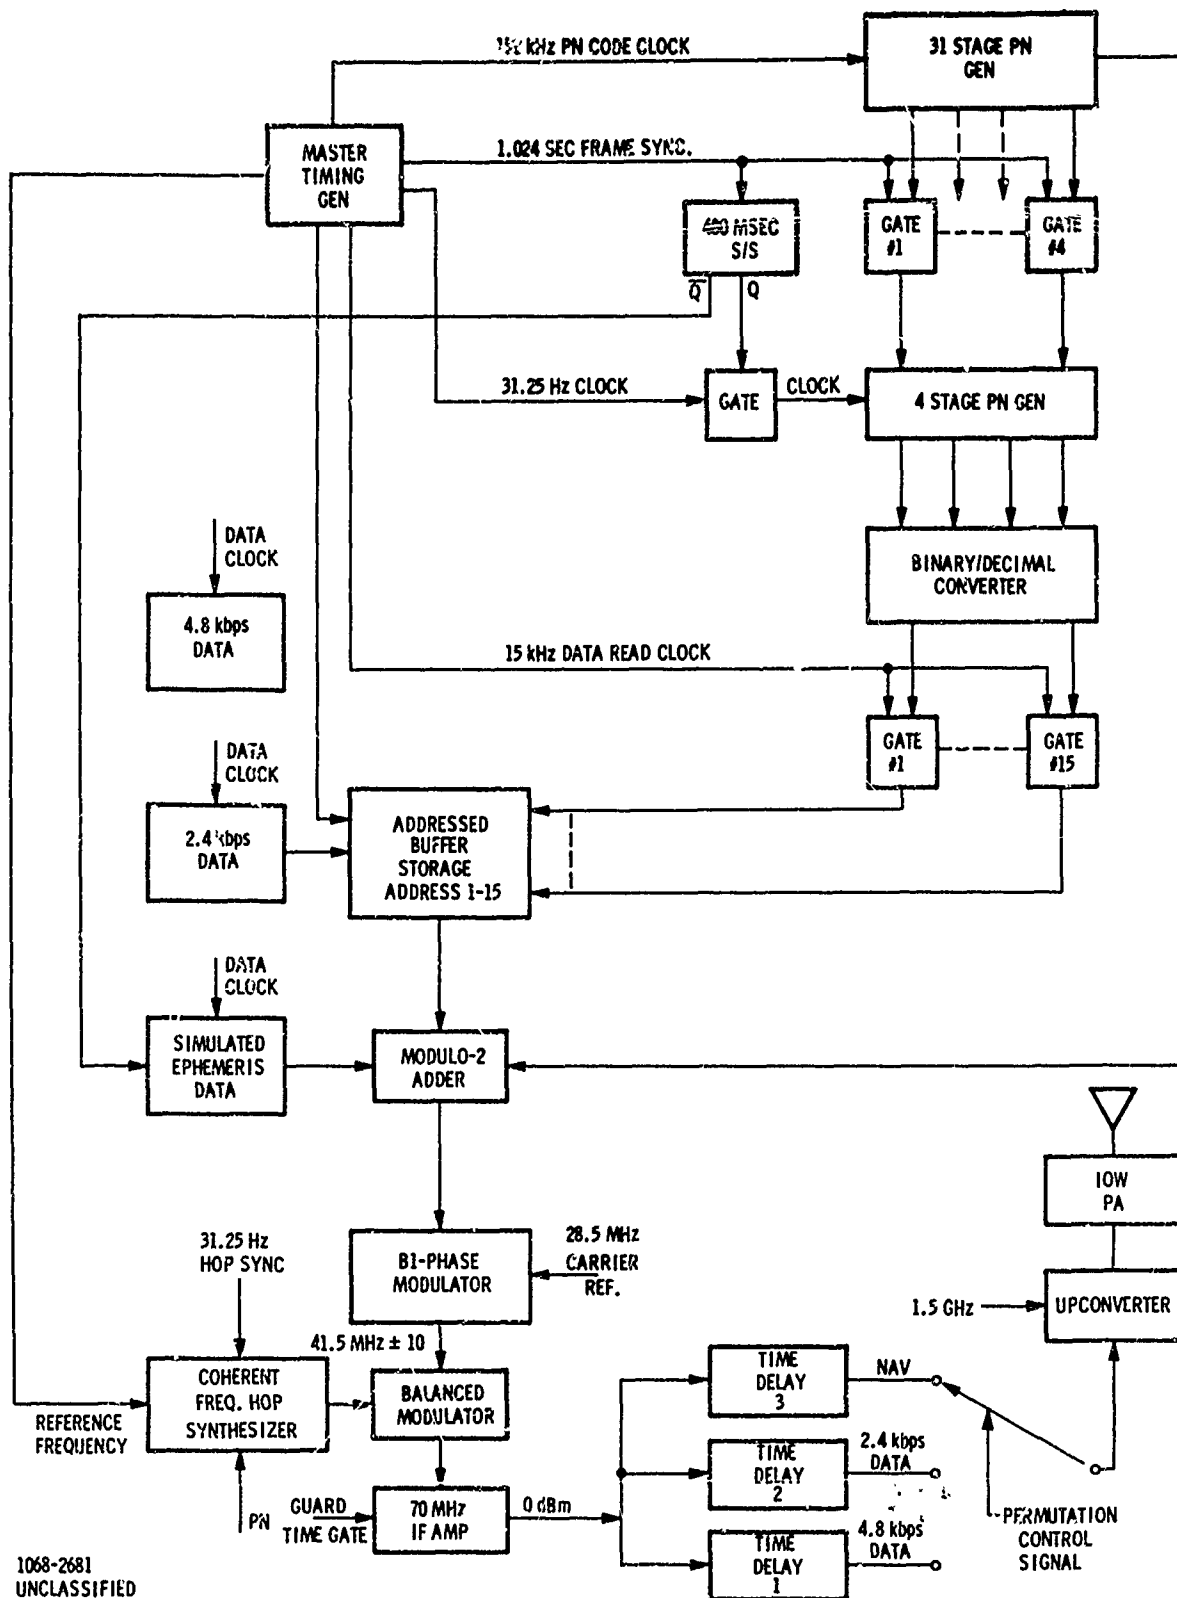 kHz PN CODE CLOCK
31 STAGE PN
GEN
MASTER
TIMING
GEN
1.024 SEC FRAME SYNC.
MSEC
S/S
Q̅
Q
GATE
#1
GATE
#4
31.25 Hz CLOCK
GATE
CLOCK
4 STAGE PN GEN
DATA
CLOCK
4.8 kbps
DATA
BINARY/DECIMAL
CONVERTER
15 kHz DATA READ CLOCK
GATE
#1
GATE
#15
DATA
CLOCK
2.4 kbps
DATA
ADDRESSED
BUFFER
STORAGE
ADDRESS 1-15
DATA
CLOCK
SIMULATED
EPHEMERIS
DATA
MODULO-2
ADDER
10W
PA
31.25 Hz
HOP SYNC
BI-PHASE
MODULATOR
28.5 MHz
CARRIER
REF.
1.5 GHz
UPCONVERTER
41.5 MHz ± 10
COHERENT
FREQ. HOP
SYNTHESIZER
REFERENCE
FREQUENCY
BALANCED
MODULATOR
TIME
DELAY
3
NAV
TIME
DELAY
2
2.4 kbps
DATA
PN
GUARD
TIME GATE
70 MHz
IF AMP
0 dBm
TIME
DELAY
1
4.8 kbps
DATA
PERMUTATION
CONTROL
SIGNAL
1068-2681
UNCLASSIFIED